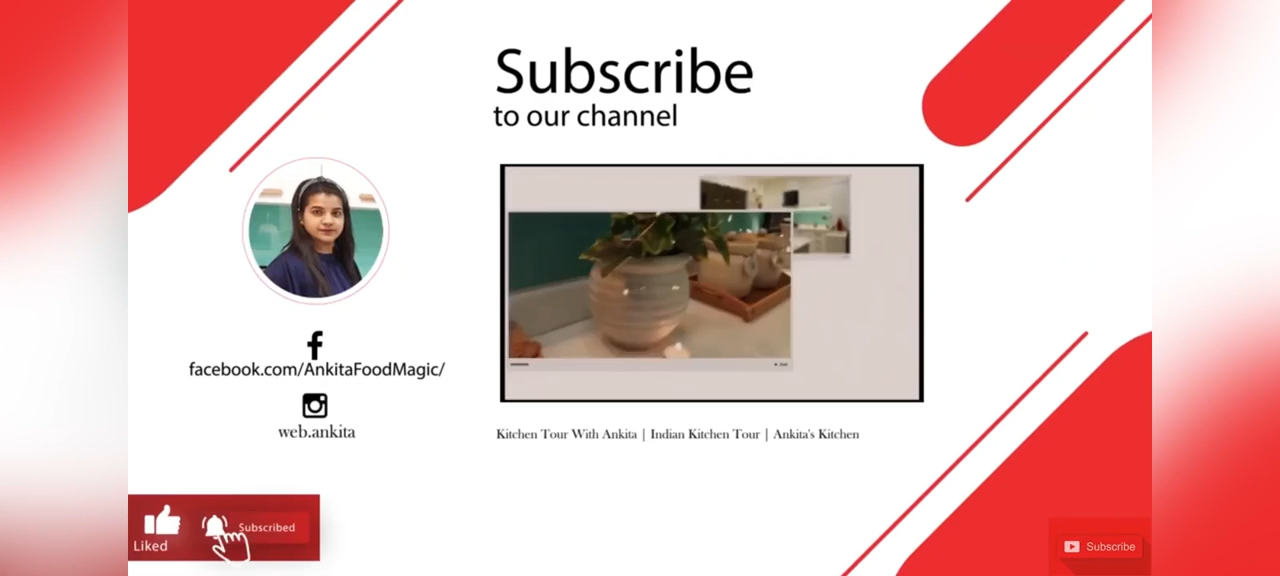 Subscribe
to our channel
facebook.com/AnkitaFoodMagic/
web.ankita
Kitchen Tour With Ankita | Indian Kitchen Tour | Ankita's Kitchen
Liked
Subscribed
Subscribe